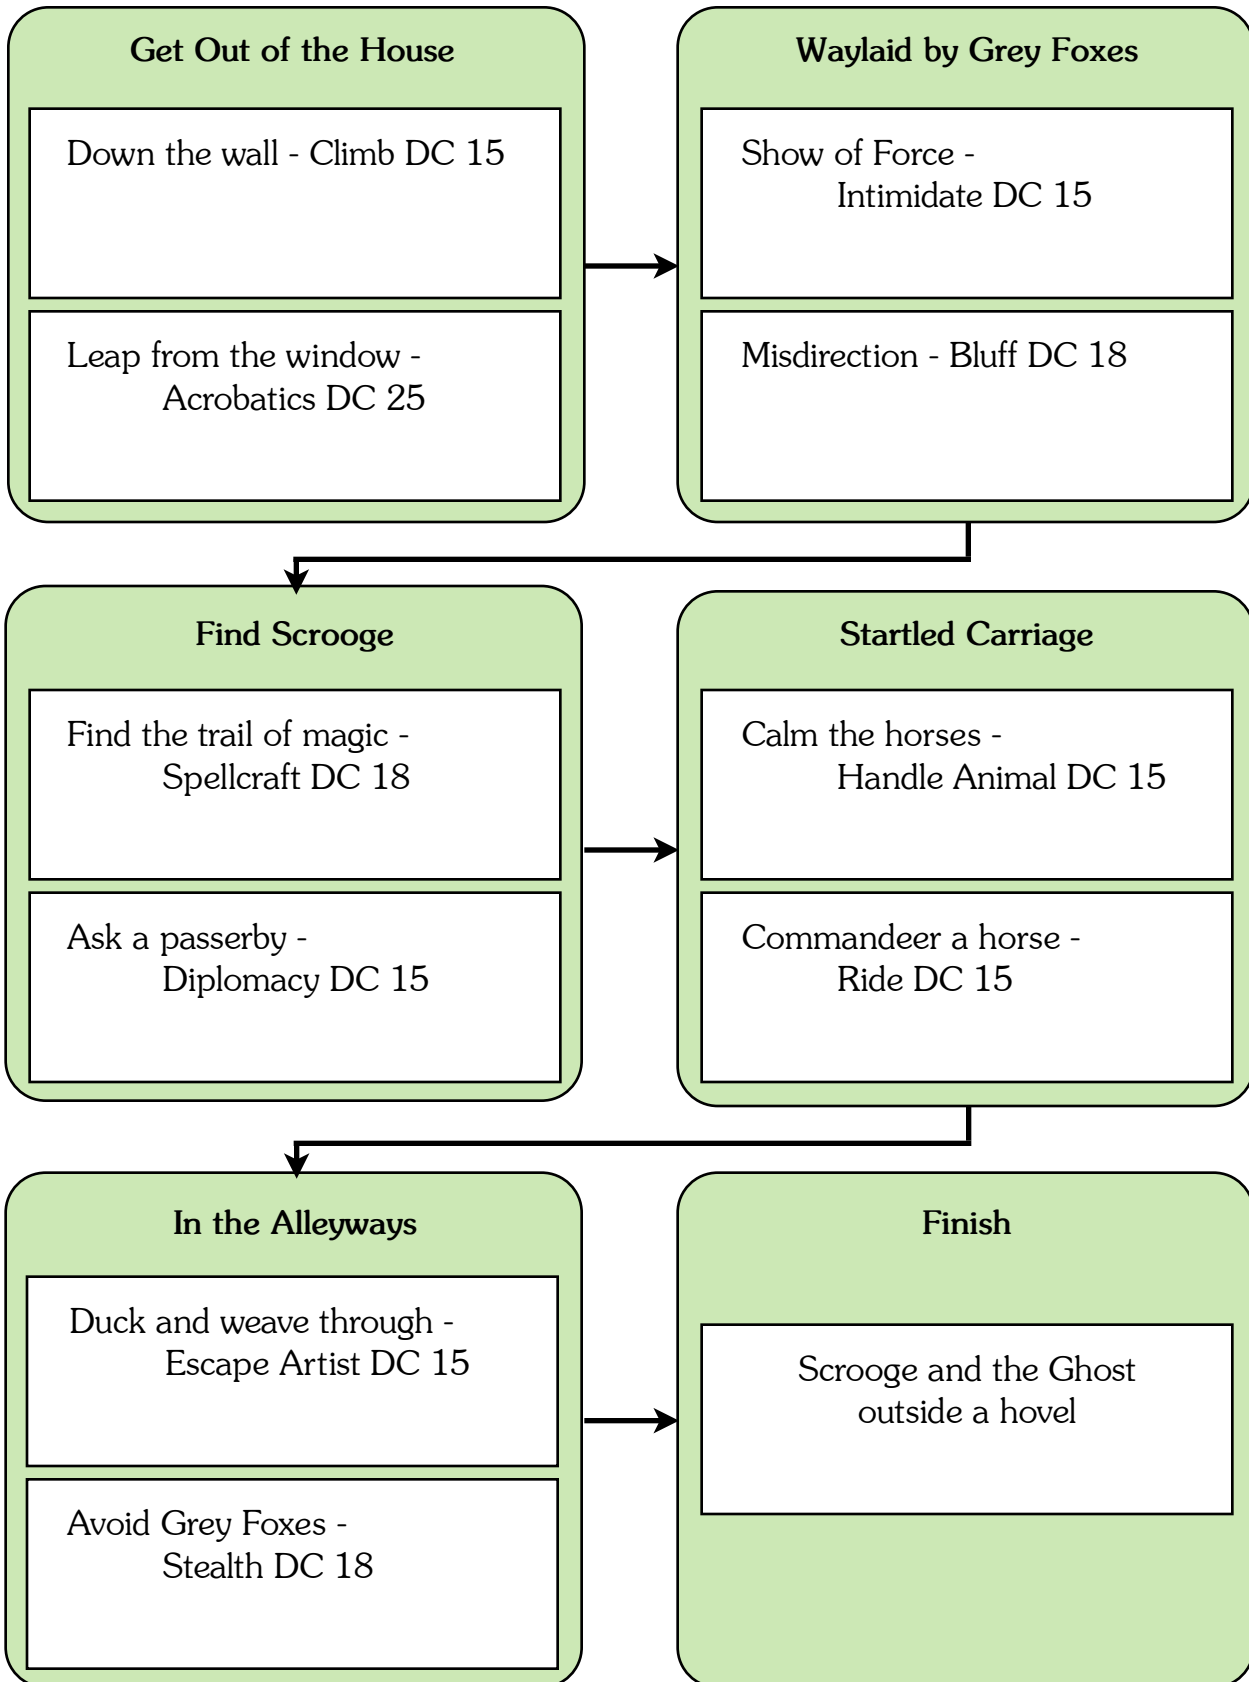 Get Out of the House
Down the wall - Climb DC 15
Leap from the window -
Acrobatics DC 25
Waylaid by Grey Foxes
Show of Force -
Intimidate DC 15
Misdirection - Bluff DC 18
Find Scrooge
Find the trail of magic -
Spellcraft DC 18
Ask a passerby -
Diplomacy DC 15
Startled Carriage
Calm the horses -
Handle Animal DC 15
Commandeer a horse -
Ride DC 15
In the Alleyways
Duck and weave through -
Escape Artist DC 15
Avoid Grey Foxes -
Stealth DC 18
Finish
Scrooge and the Ghost
outside a hovel